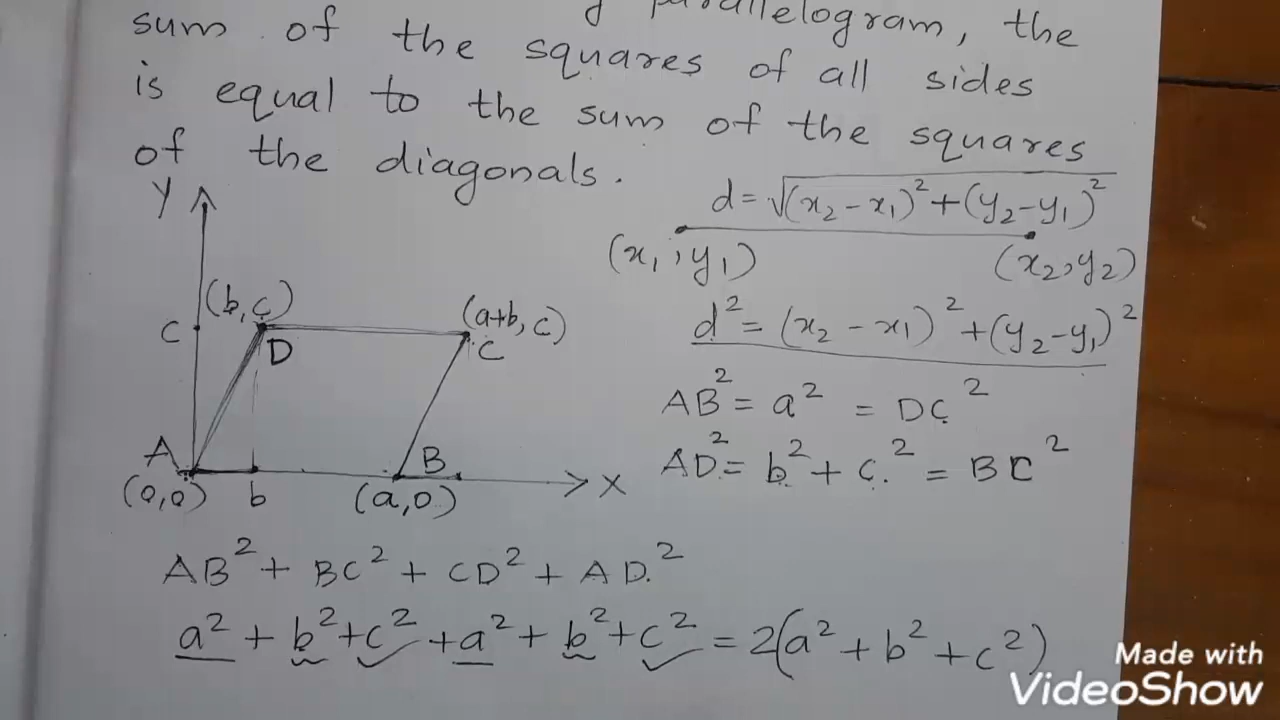 parallelogram, the
sum of the squares of all sides
is equal to the sum of the squares
of the diagonals.
Y
d = √(x₂ - x₁)² + (y₂ - y₁)²
(x₁, y₁) (x₂, y₂)
(b, c) (a+b, c)
d² = (x₂ - x₁)² + (y₂ - y₁)²
C
D C
AB² = a² = DC²
A B
AD² = b² + c² = BC²
(0,0) b (a,0) X
AB² + BC² + CD² + AD²
a² + b² + c² + a² + b² + c² = 2(a² + b² + c²)
Made with
VideoShow